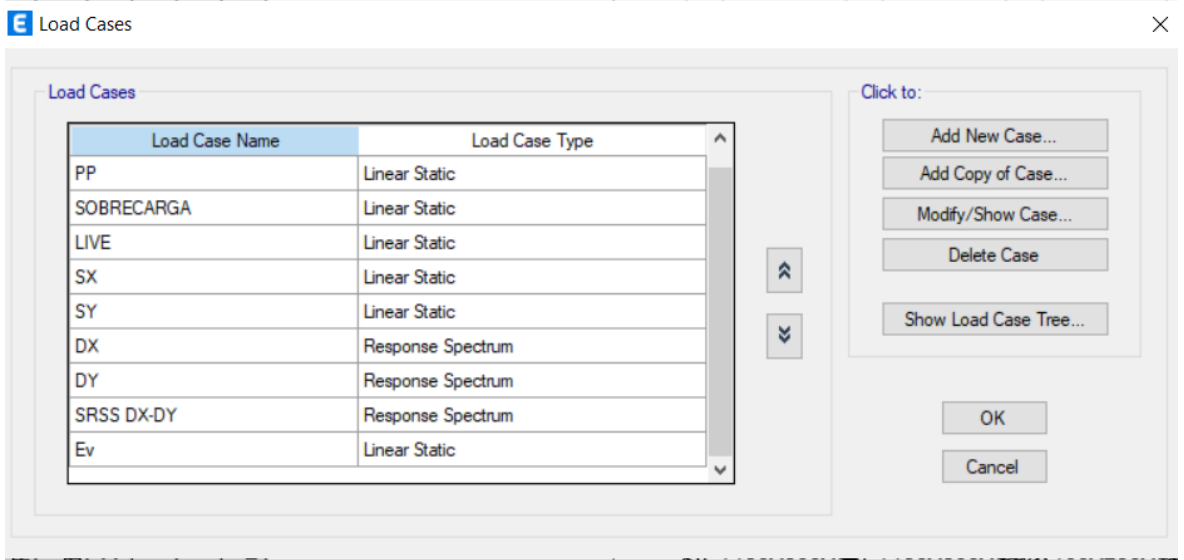 E Load Cases
Load Cases
Load Case Name Load Case Type
PP Linear Static
SOBRECARGA Linear Static
LIVE Linear Static
SX Linear Static
SY Linear Static
DX Response Spectrum
DY Response Spectrum
SRSS DX-DY Response Spectrum
Ev Linear Static
Click to:
Add New Case...
Add Copy of Case...
Modify/Show Case...
Delete Case
Show Load Case Tree...
OK
Cancel